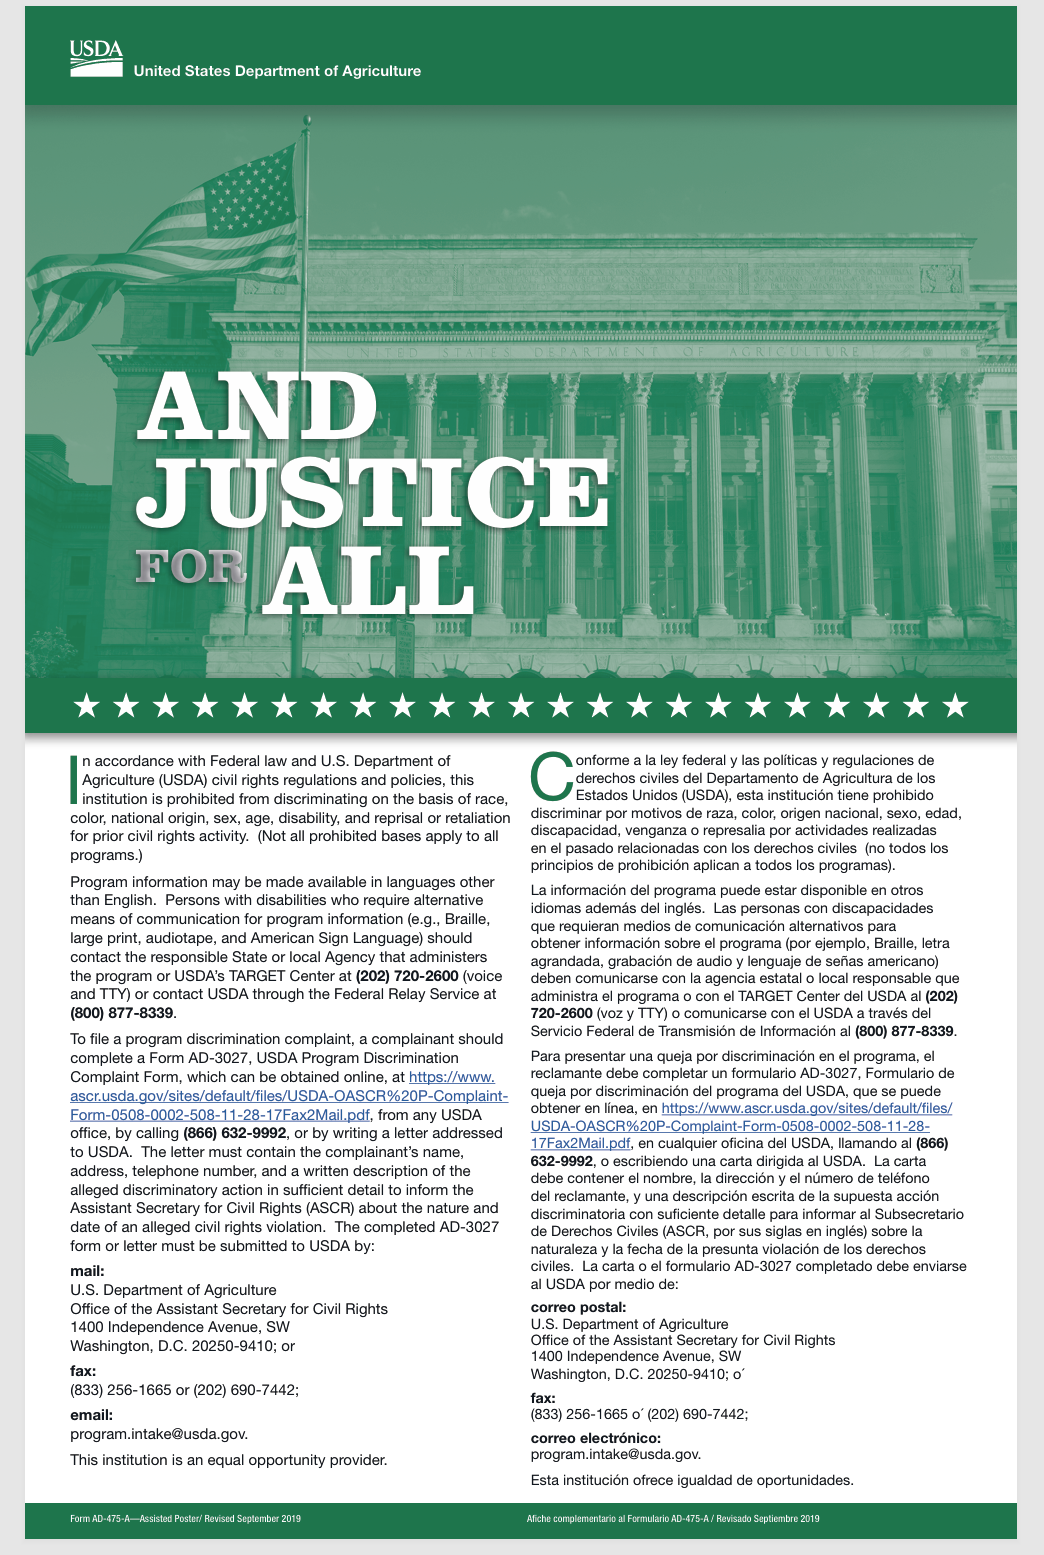 USDA
United States Department of Agriculture
UNITED STATES DEPARTMENT OF AGRICULTURE
AND
JUSTICE
FOR ALL
In accordance with Federal law and U.S. Department of
Agriculture (USDA) civil rights regulations and policies, this
institution is prohibited from discriminating on the basis of race,
color, national origin, sex, age, disability, and reprisal or retaliation
for prior civil rights activity.  (Not all prohibited bases apply to all
programs.)
Program information may be made available in languages other
than English.  Persons with disabilities who require alternative
means of communication for program information (e.g., Braille,
large print, audiotape, and American Sign Language) should
contact the responsible State or local Agency that administers
the program or USDA's TARGET Center at (202) 720-2600 (voice
and TTY) or contact USDA through the Federal Relay Service at
(800) 877-8339.
To file a program discrimination complaint, a complainant should
complete a Form AD-3027, USDA Program Discrimination
Complaint Form, which can be obtained online, at https://www.
ascr.usda.gov/sites/default/files/USDA-OASCR%20P-Complaint-
Form-0508-0002-508-11-28-17Fax2Mail.pdf, from any USDA
office, by calling (866) 632-9992, or by writing a letter addressed
to USDA.  The letter must contain the complainant's name,
address, telephone number, and a written description of the
alleged discriminatory action in sufficient detail to inform the
Assistant Secretary for Civil Rights (ASCR) about the nature and
date of an alleged civil rights violation.  The completed AD-3027
form or letter must be submitted to USDA by:
mail:
U.S. Department of Agriculture
Office of the Assistant Secretary for Civil Rights
1400 Independence Avenue, SW
Washington, D.C. 20250-9410; or
fax:
(833) 256-1665 or (202) 690-7442;
email:
program.intake@usda.gov.
This institution is an equal opportunity provider.
Conforme a la ley federal y las políticas y regulaciones de
derechos civiles del Departamento de Agricultura de los
Estados Unidos (USDA), esta institución tiene prohibido
discriminar por motivos de raza, color, origen nacional, sexo, edad,
discapacidad, venganza o represalia por actividades realizadas
en el pasado relacionadas con los derechos civiles  (no todos los
principios de prohibición aplican a todos los programas).
La información del programa puede estar disponible en otros
idiomas además del inglés.  Las personas con discapacidades
que requieran medios de comunicación alternativos para
obtener información sobre el programa (por ejemplo, Braille, letra
agrandada, grabación de audio y lenguaje de señas americano)
deben comunicarse con la agencia estatal o local responsable que
administra el programa o con el TARGET Center del USDA al (202)
720-2600 (voz y TTY) o comunicarse con el USDA a través del
Servicio Federal de Transmisión de Información al (800) 877-8339.
Para presentar una queja por discriminación en el programa, el
reclamante debe completar un formulario AD-3027, Formulario de
queja por discriminación del programa del USDA, que se puede
obtener en línea, en https://www.ascr.usda.gov/sites/default/files/
USDA-OASCR%20P-Complaint-Form-0508-0002-508-11-28-
17Fax2Mail.pdf, en cualquier oficina del USDA, llamando al (866)
632-9992, o escribiendo una carta dirigida al USDA.  La carta
debe contener el nombre, la dirección y el número de teléfono
del reclamante, y una descripción escrita de la supuesta acción
discriminatoria con suficiente detalle para informar al Subsecretario
de Derechos Civiles (ASCR, por sus siglas en inglés) sobre la
naturaleza y la fecha de la presunta violación de los derechos
civiles.  La carta o el formulario AD-3027 completado debe enviarse
al USDA por medio de:
correo postal:
U.S. Department of Agriculture
Office of the Assistant Secretary for Civil Rights
1400 Independence Avenue, SW
Washington, D.C. 20250-9410; o´
fax:
(833) 256-1665 o´ (202) 690-7442;
correo electrónico:
program.intake@usda.gov.
Esta institución ofrece igualdad de oportunidades.
Form AD-475-A—Assisted Poster/ Revised September 2019
Afiche complementario al Formulario AD-475-A / Revisado Septiembre 2019